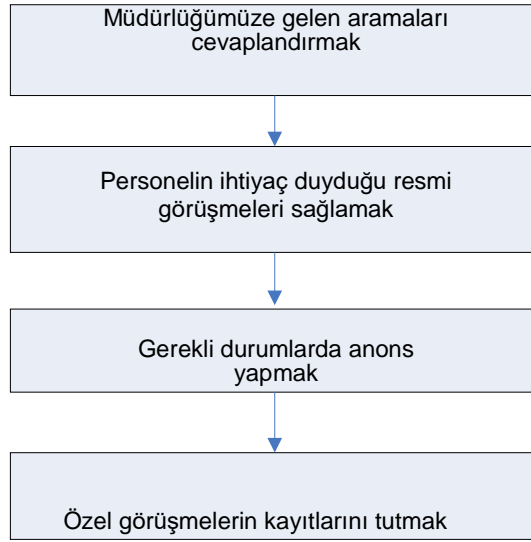 Müdürlüğümüze gelen aramaları
cevaplandırmak
Personelin ihtiyaç duyduğu resmi
görüşmeleri sağlamak
Gerekli durumlarda anons
yapmak
Özel görüşmelerin kayıtlarını tutmak